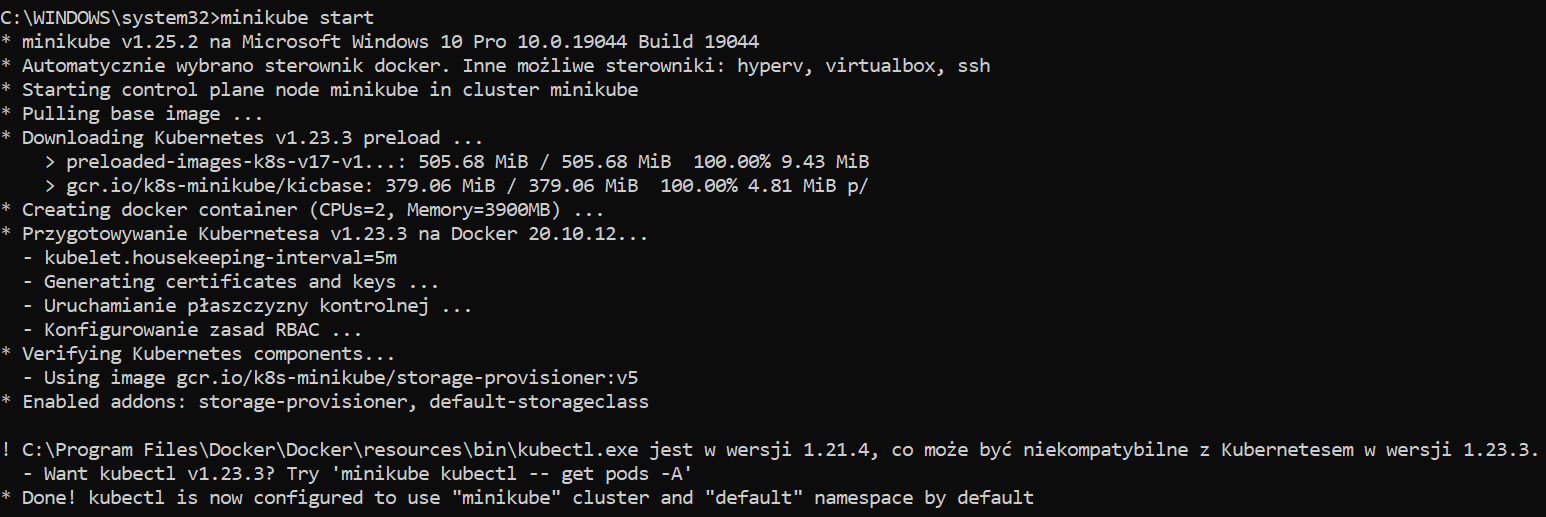 C:\WINDOWS\system32>minikube start
* minikube v1.25.2 na Microsoft Windows 10 Pro 10.0.19044 Build 19044
* Automatycznie wybrano sterownik docker. Inne możliwe sterowniki: hyperv, virtualbox, ssh
* Starting control plane node minikube in cluster minikube
* Pulling base image ...
* Downloading Kubernetes v1.23.3 preload ...
    > preloaded-images-k8s-v17-v1...: 505.68 MiB / 505.68 MiB  100.00% 9.43 MiB
    > gcr.io/k8s-minikube/kicbase: 379.06 MiB / 379.06 MiB  100.00% 4.81 MiB p/
* Creating docker container (CPUs=2, Memory=3900MB) ...
* Przygotowywanie Kubernetesa v1.23.3 na Docker 20.10.12...
  - kubelet.housekeeping-interval=5m
  - Generating certificates and keys ...
  - Uruchamianie płaszczyzny kontrolnej ...
  - Konfigurowanie zasad RBAC ...
* Verifying Kubernetes components...
  - Using image gcr.io/k8s-minikube/storage-provisioner:v5
* Enabled addons: storage-provisioner, default-storageclass
! C:\Program Files\Docker\Docker\resources\bin\kubectl.exe jest w wersji 1.21.4, co może być niekompatybilne z Kubernetesem w wersji 1.23.3.
  - Want kubectl v1.23.3? Try 'minikube kubectl -- get pods -A'
* Done! kubectl is now configured to use "minikube" cluster and "default" namespace by default